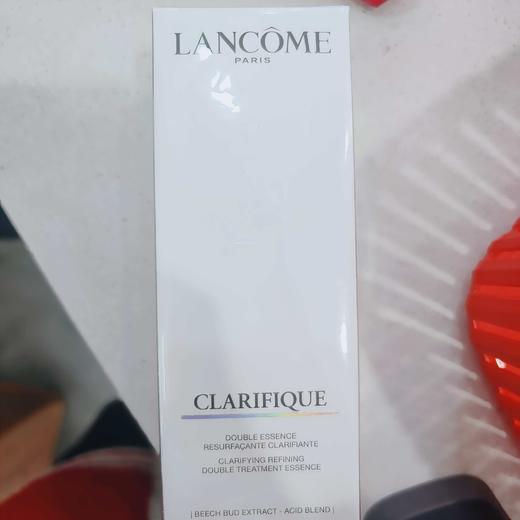 LANCÔME
PARIS
CLARIFIQUE
DOUBLE ESSENCE
RESURFAÇANTE CLARIFIANTE
CLARIFYING REFINING
DOUBLE TREATMENT ESSENCE
| BEECH BUD EXTRACT - ACID BLEND |